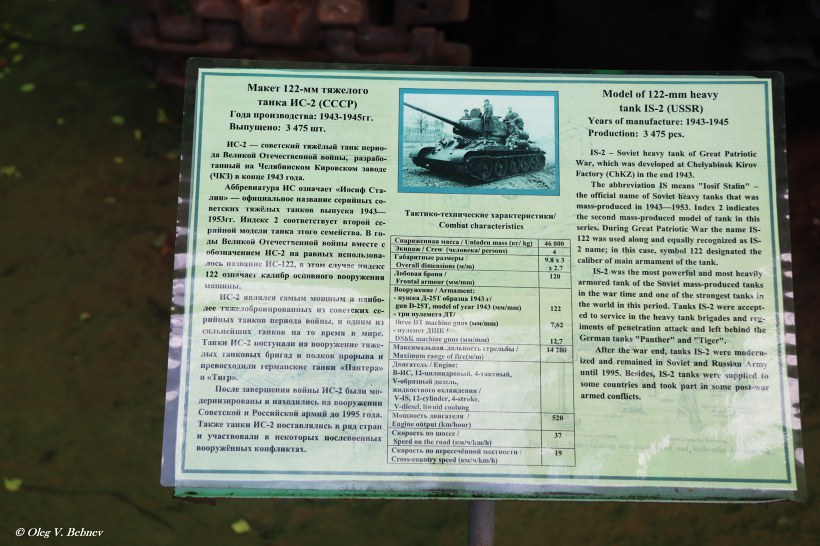 Макет 122-мм тяжелого
танка ИС-2 (СССР)
Года производства: 1943-1945гг.
Выпущено: 3 475 шт.
ИС-2 — советский тяжёлый танк перио-
да Великой Отечественной войны, разрабо-
танный на Челябинском Кировском заводе
(ЧКЗ) в конце 1943 года.
Аббревиатура ИС означает «Иосиф Ста-
лин» — официальное название серийных со-
ветских тяжёлых танков выпуска 1943—
1953гг. Индекс 2 соответствует второй се-
рийной модели танка этого семейства. В го-
ды Великой Отечественной войны вместе с
обозначением ИС-2 на равных использова-
лось название ИС-122, в этом случае индекс
122 означает калибр основного вооружения
машины.
ИС-2 являлся самым мощным и наибо-
лее тяжелобронированным из советских се-
рийных танков периода войны, и одним из
сильнейших танков на то время в мире.
Танки ИС-2 поступали на вооружение тяже-
лых танковых бригад и полков прорыва и
превосходили германские танки «Пантера»
и «Тигр».
После завершения войны ИС-2 были мо-
дернизированы и находились на вооружении
Советской и Российской армий до 1995 года.
Также танки ИС-2 поставлялись в ряд стран
и участвовали в некоторых послевоенных
вооружённых конфликтах.
Тактико-технические характеристики/
Combat characteristics
Снаряженная масса / Unladen mass (кг/ kg) 46 000
Экипаж / Crew (человека/ persons) 4
Габаритные размеры / 9.8 x 3
Overall dimensions (м/m) x 2.7
Лобовая броня / 120
Frontal armour (мм/mm)
Вооружение / Armament:
- пушка Д-25Т образца 1943 г/
gun D-25T, model of year 1943 (мм/mm) 122
- три пулемета ДТ/
three DT machine guns (мм/mm) 7,62
- пулемет ДШК /
DShK machine guns (мм/mm) 12,7
Максимальная дальность стрельбы / 14 200
Maximum range of fire(м/m)
Двигатель / Engine:
В-ИС, 12-цилиндровый, 4-тактный,
V-образный дизель,
жидкостного охлаждения /
V-IS, 12-cylinder, 4-stroke,
V-diesel, liquid cooling
Мощность двигателя / 520
Engine output (km/hour)
Скорость по шоссе / 37
Speed on the road (км/ч/km/h)
Скорость по пересечённой местности / 19
Cross-country speed (км/ч/km/h)
Model of 122-mm heavy
tank IS-2 (USSR)
Years of manufacture: 1943-1945
Production: 3 475 pcs.
IS-2 – Soviet heavy tank of Great Patriotic
War, which was developed at Chelyabinsk Kirov
Factory (ChKZ) in the end 1943.
The abbreviation IS means "Iosif Stalin" –
the official name of Soviet heavy tanks that was
mass-produced in 1943—1953. Index 2 indicates
the second mass-produced model of tank in this
series. During Great Patriotic War the name IS-
122 was used along and equally recognized as IS-
2 name; in this case, symbol 122 designated the
caliber of main armament of the tank.
IS-2 was the most powerful and most heavily
armored tank of the Soviet mass-produced tanks
in the war time and one of the strongest tanks in
the world in this period. Tanks IS-2 were accept-
ed to service in the heavy tank brigades and reg-
iments of penetration attack and left behind the
German tanks "Panther" and "Tiger".
After the war end, tanks IS-2 were modern-
ized and remained in Soviet and Russian Army
until 1995. Besides, IS-2 tanks were supplied to
some countries and took part in some post-war
armed conflicts.
© Oleg V. Bebnev